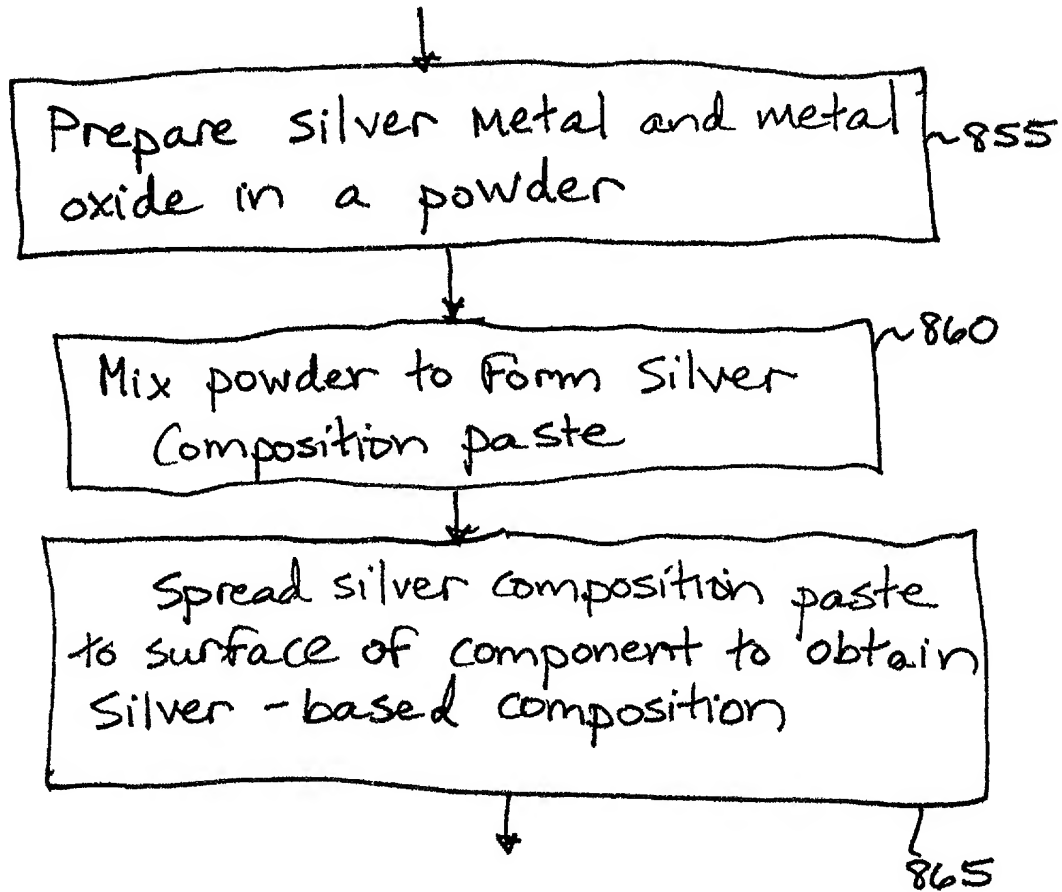 Prepare silver metal and metal
oxide in a powder
~855
~860
Mix powder to Form Silver
Composition paste
Spread silver composition paste
to surface of component to obtain
Silver-based composition
865